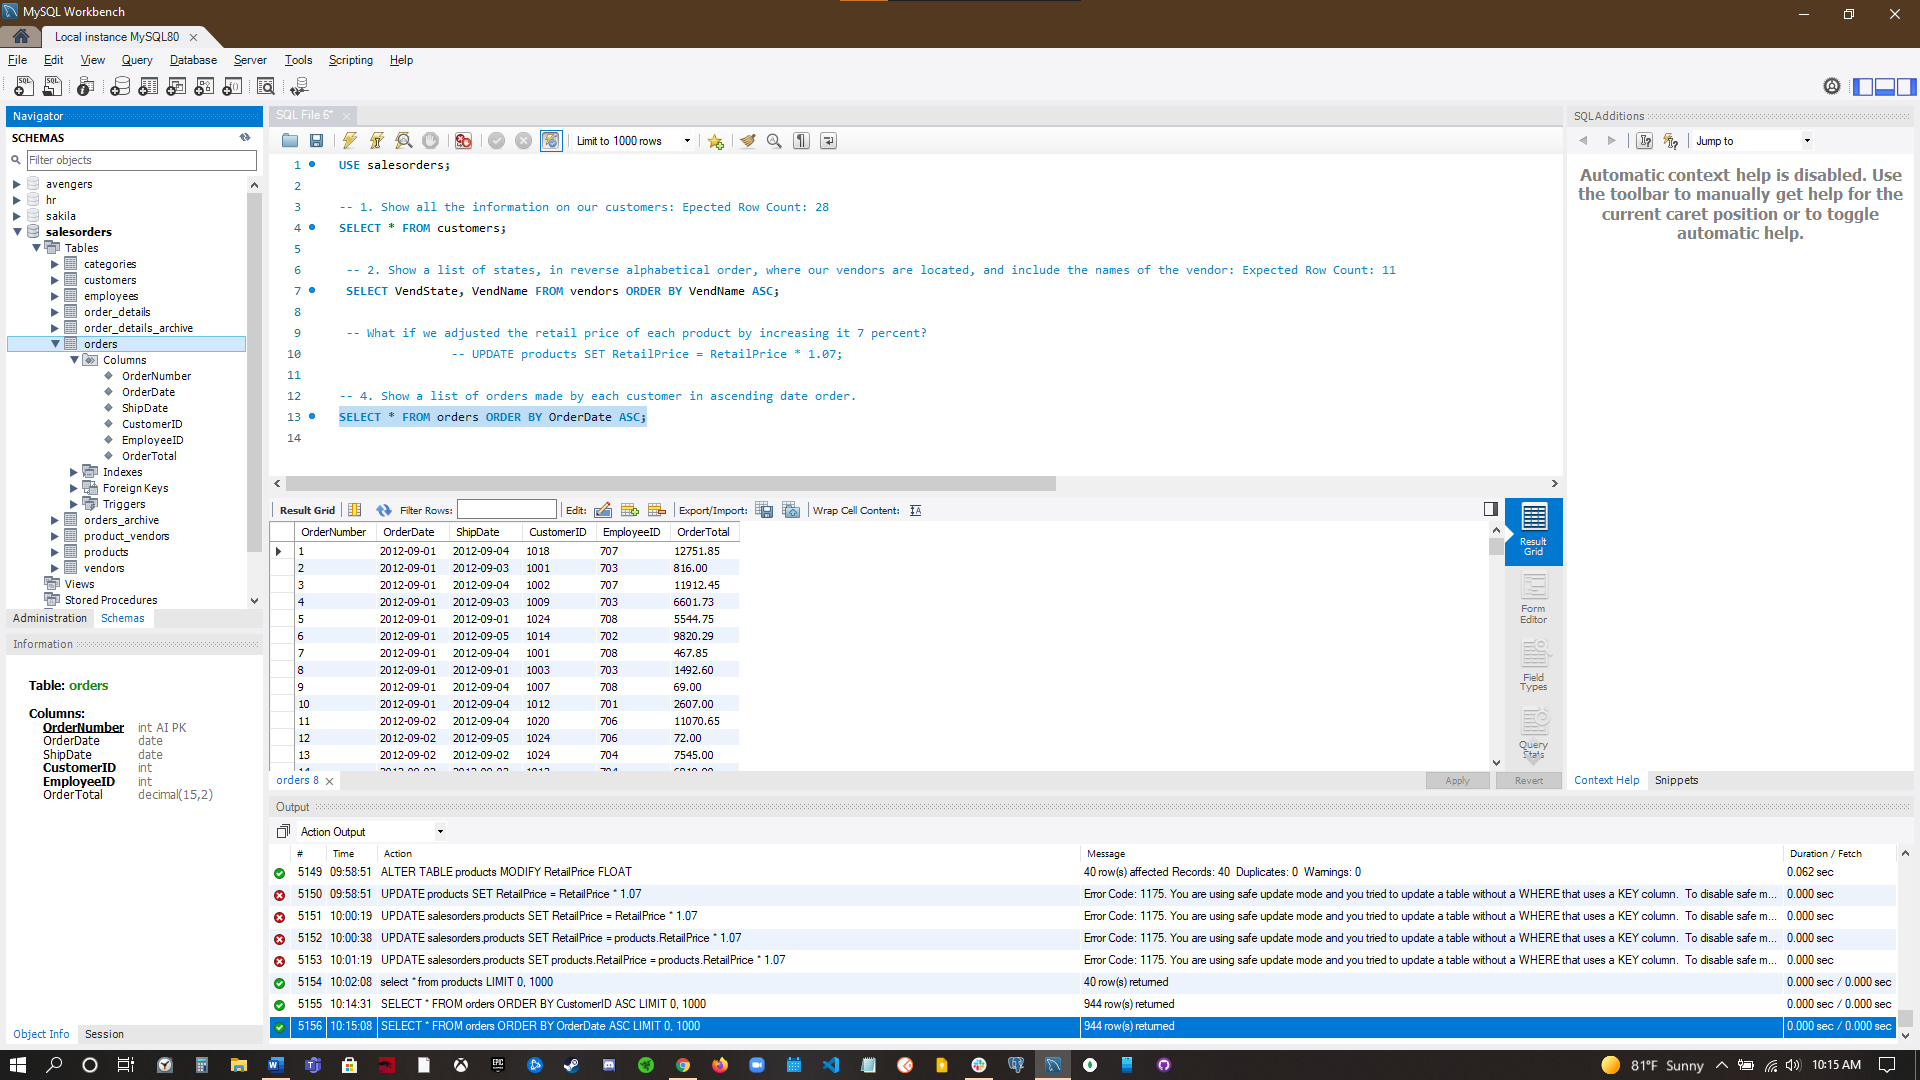 MySQL Workbench
Local instance MySQL80
File Edit View Query Database Server Tools Scripting Help
Navigator
SCHEMAS
Filter objects
avengers
hr
sakila
salesorders
Tables
categories
customers
employees
order_details
order_details_archive
orders
Columns
OrderNumber
OrderDate
ShipDate
CustomerID
EmployeeID
OrderTotal
Indexes
Foreign Keys
Triggers
orders_archive
product_vendors
products
vendors
Views
Stored Procedures
Administration Schemas
Information
Table: orders
Columns:
OrderNumber int AI PK
OrderDate date
ShipDate date
CustomerID int
EmployeeID int
OrderTotal decimal(15,2)
Object Info Session
SQL File 6*
Limit to 1000 rows
1 USE salesorders;
2
3 -- 1. Show all the information on our customers: Epected Row Count: 28
4 SELECT * FROM customers;
5
6 -- 2. Show a list of states, in reverse alphabetical order, where our vendors are located, and include the names of the vendor: Expected Row Count: 11
7 SELECT VendState, VendName FROM vendors ORDER BY VendName ASC;
8
9 -- What if we adjusted the retail price of each product by increasing it 7 percent?
10 -- UPDATE products SET RetailPrice = RetailPrice * 1.07;
11
12 -- 4. Show a list of orders made by each customer in ascending date order.
13 SELECT * FROM orders ORDER BY OrderDate ASC;
14
Result Grid Filter Rows: Edit: Export/Import: Wrap Cell Content:
OrderNumber OrderDate ShipDate CustomerID EmployeeID OrderTotal
1 2012-09-01 2012-09-04 1018 707 12751.85
2 2012-09-01 2012-09-03 1001 703 816.00
3 2012-09-01 2012-09-04 1002 707 11912.45
4 2012-09-01 2012-09-03 1009 703 6601.73
5 2012-09-01 2012-09-01 1024 708 5544.75
6 2012-09-01 2012-09-05 1014 702 9820.29
7 2012-09-01 2012-09-04 1001 708 467.85
8 2012-09-01 2012-09-01 1003 703 1492.60
9 2012-09-01 2012-09-04 1007 708 69.00
10 2012-09-01 2012-09-04 1012 701 2607.00
11 2012-09-02 2012-09-04 1020 706 11070.65
12 2012-09-02 2012-09-05 1024 706 72.00
13 2012-09-02 2012-09-02 1024 704 7545.00
Result Grid
Form Editor
Field Types
Query Stats
orders 8
Apply Revert
SQLAdditions
Jump to
Automatic context help is disabled. Use
the toolbar to manually get help for the
current caret position or to toggle
automatic help.
Context Help Snippets
Output
Action Output
# Time Action Message Duration / Fetch
5149 09:58:51 ALTER TABLE products MODIFY RetailPrice FLOAT 40 row(s) affected Records: 40 Duplicates: 0 Warnings: 0 0.062 sec
5150 09:58:51 UPDATE products SET RetailPrice = RetailPrice * 1.07 Error Code: 1175. You are using safe update mode and you tried to update a table without a WHERE that uses a KEY column. To disable safe m... 0.000 sec
5151 10:00:19 UPDATE salesorders.products SET RetailPrice = RetailPrice * 1.07 Error Code: 1175. You are using safe update mode and you tried to update a table without a WHERE that uses a KEY column. To disable safe m... 0.000 sec
5152 10:00:38 UPDATE salesorders.products SET RetailPrice = products.RetailPrice * 1.07 Error Code: 1175. You are using safe update mode and you tried to update a table without a WHERE that uses a KEY column. To disable safe m... 0.000 sec
5153 10:01:19 UPDATE salesorders.products SET products.RetailPrice = products.RetailPrice * 1.07 Error Code: 1175. You are using safe update mode and you tried to update a table without a WHERE that uses a KEY column. To disable safe m... 0.000 sec
5154 10:02:08 select * from products LIMIT 0, 1000 40 row(s) returned 0.000 sec / 0.000 sec
5155 10:14:31 SELECT * FROM orders ORDER BY CustomerID ASC LIMIT 0, 1000 944 row(s) returned 0.000 sec / 0.000 sec
5156 10:15:08 SELECT * FROM orders ORDER BY OrderDate ASC LIMIT 0, 1000 944 row(s) returned 0.000 sec / 0.000 sec
81°F Sunny 10:15 AM